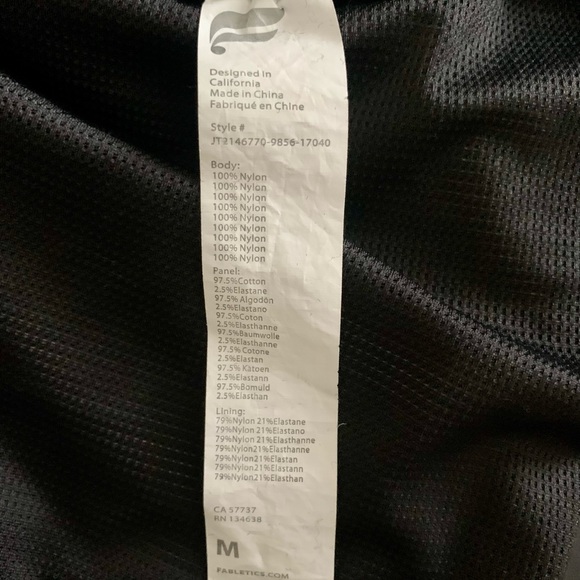 Designed in
California
Made in China
Fabriqué en Chine
Style #
JT2146770-9856-17040
Body:
100% Nylon
100% Nylon
100% Nylon
100% Nylon
100% Nylon
100% Nylon
100% Nylon
100% Nylon
100% Nylon
Panel:
97.5%Cotton
2.5%Elastane
97.5% Algodón
2.5%Elastano
97.5%Coton
2.5%Elasthanne
97.5%Baumwolle
2.5%Elasthanne
97.5% Cotone
2.5%Elastan
97.5% Katoen
2.5%Elastann
97.5%Bomuld
2.5%Elasthan
Lining:
79%Nylon 21%Elastane
79%Nylon 21%Elastano
79%Nylon 21%Elasthanne
79%Nylon21%Elasthanne
79%Nylon21%Elastan
79%Nylon21%Elastann
79%Nylon21%Elasthan
CA 57737
RN 134638
M
FABLETICS.COM